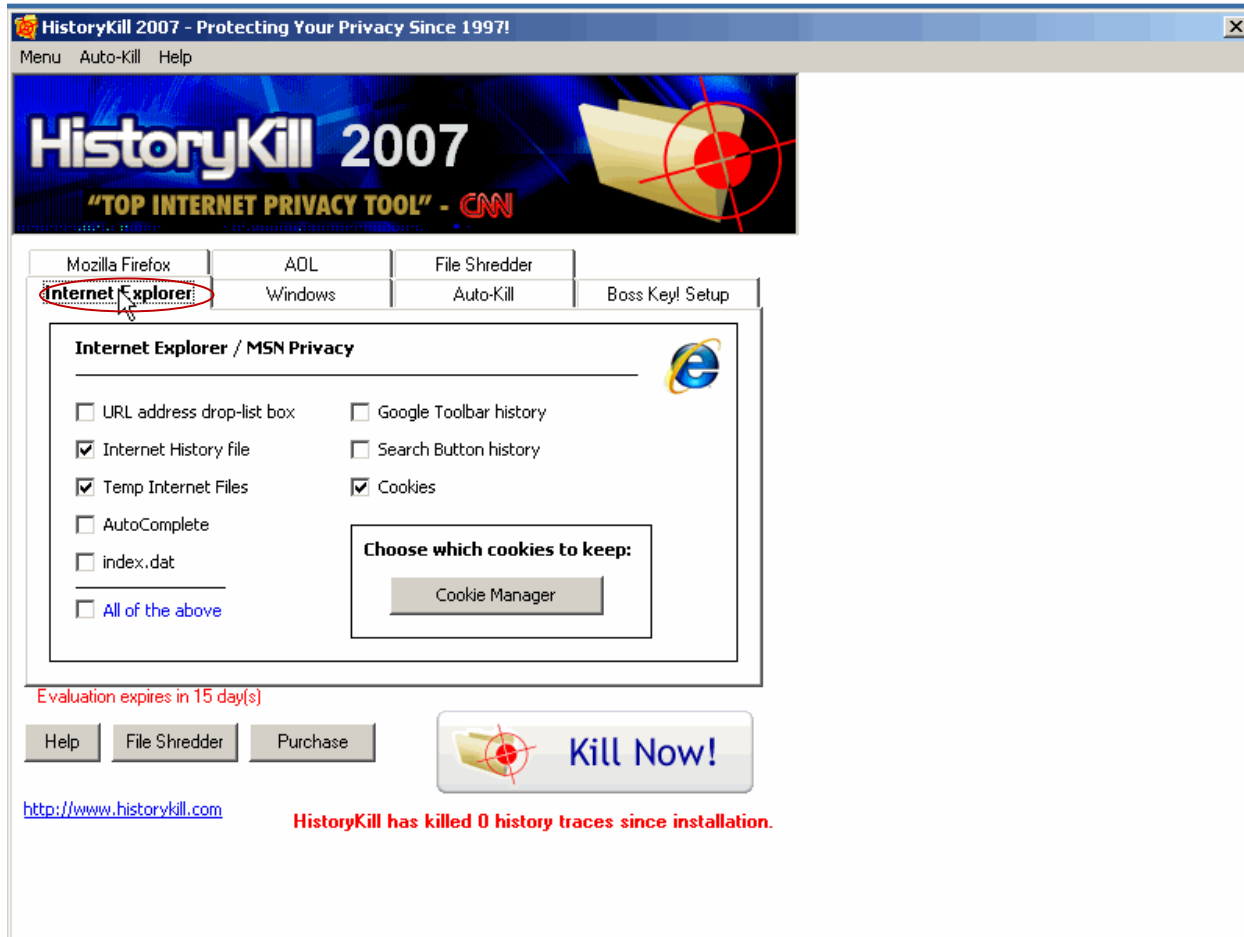 HistoryKill 2007 - Protecting Your Privacy Since 1997!
Menu Auto-Kill Help
HistoryKill 2007
“TOP INTERNET PRIVACY TOOL” - CNN
Mozilla Firefox AOL File Shredder
Internet Explorer Windows Auto-Kill Boss Key! Setup
Internet Explorer / MSN Privacy
URL address drop-list box
Internet History file
Temp Internet Files
AutoComplete
index.dat
All of the above
Google Toolbar history
Search Button history
Cookies
Choose which cookies to keep:
Cookie Manager
Evaluation expires in 15 day(s)
Help File Shredder Purchase
Kill Now!
http://www.historykill.com
HistoryKill has killed 0 history traces since installation.